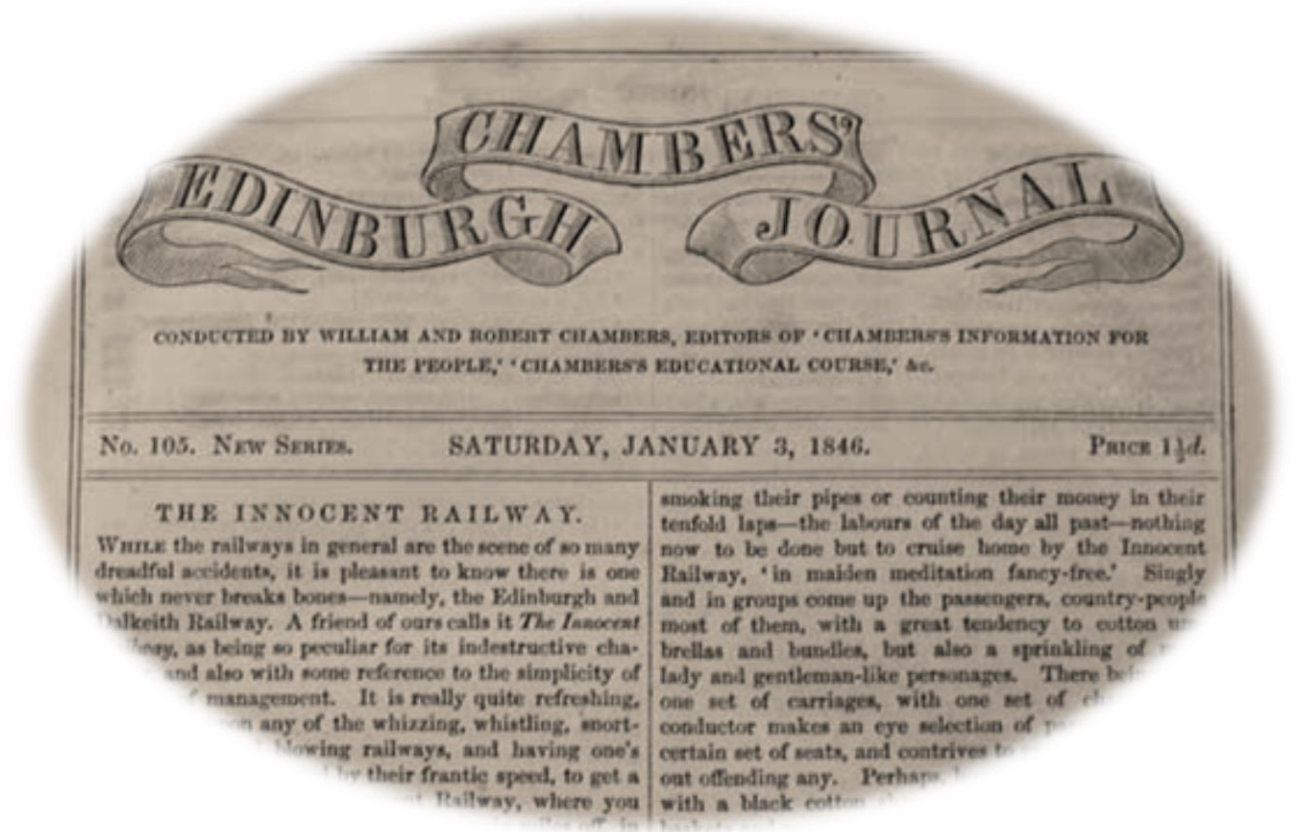 CHAMBERS'
EDINBURGH JOURNAL
CONDUCTED BY WILLIAM AND ROBERT CHAMBERS, EDITORS OF ‘CHAMBERS'S INFORMATION FOR
THE PEOPLE,’ ‘CHAMBERS'S EDUCATIONAL COURSE,’ &c.
No. 105. NEW SERIES. SATURDAY, JANUARY 3, 1846. PRICE 1½d.
THE INNOCENT RAILWAY.
WHILE the railways in general are the scene of so many
dreadful accidents, it is pleasant to know there is one
which never breaks bones—namely, the Edinburgh and
Dalkeith Railway. A friend of ours calls it The Innocent
as being so peculiar for its indestructive cha-
and also with some reference to the simplicity of
management. It is really quite refreshing,
any of the whizzing, whistling, snort-
blowing railways, and having one's
by their frantic speed, to get a
Railway, where you
off, in
smoking their pipes or counting their money in their
tenfold laps—the labours of the day all past—nothing
now to be done but to cruise home by the Innocent
Railway, ‘in maiden meditation fancy-free.’ Singly
and in groups come up the passengers, country-people
most of them, with a great tendency to cotton um-
brellas and bundles, but also a sprinkling of
lady and gentleman-like personages. There
one set of carriages, with one set of
conductor makes an eye selection of
certain set of seats, and contrives to
out offending any. Perhaps,
with a black cotton